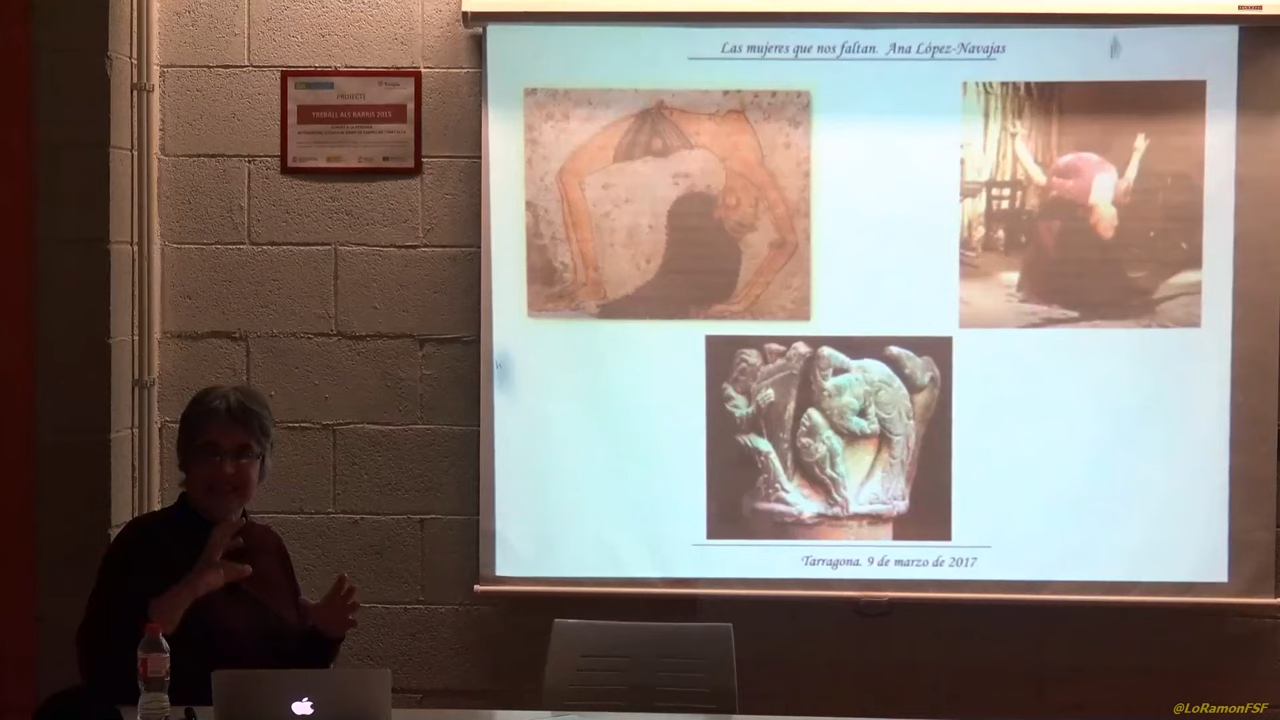 Las mujeres que nos faltan. Ana López-Navajas
PROJECTE
TREBALL ALS BARRIS 2015
Tarragona. 9 de marzo de 2017
@LoRamonFSF